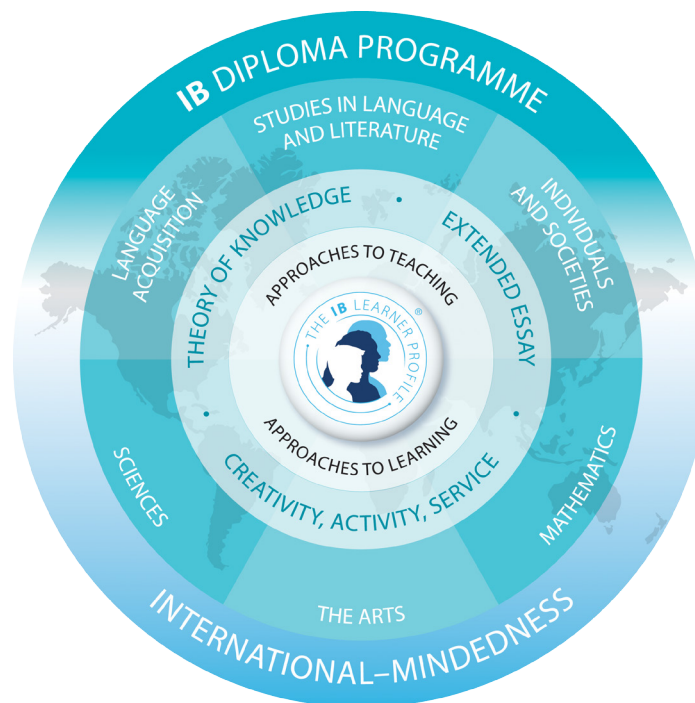 IB DIPLOMA PROGRAMME
STUDIES IN LANGUAGE
AND LITERATURE
INDIVIDUALS
AND SOCIETIES
MATHEMATICS
THE ARTS
SCIENCES
LANGUAGE
ACQUISITION
THEORY OF KNOWLEDGE
•
EXTENDED ESSAY
•
CREATIVITY, ACTIVITY, SERVICE
•
APPROACHES TO TEACHING
APPROACHES TO LEARNING
• THE IB LEARNER PROFILE •
®
INTERNATIONAL–MINDEDNESS